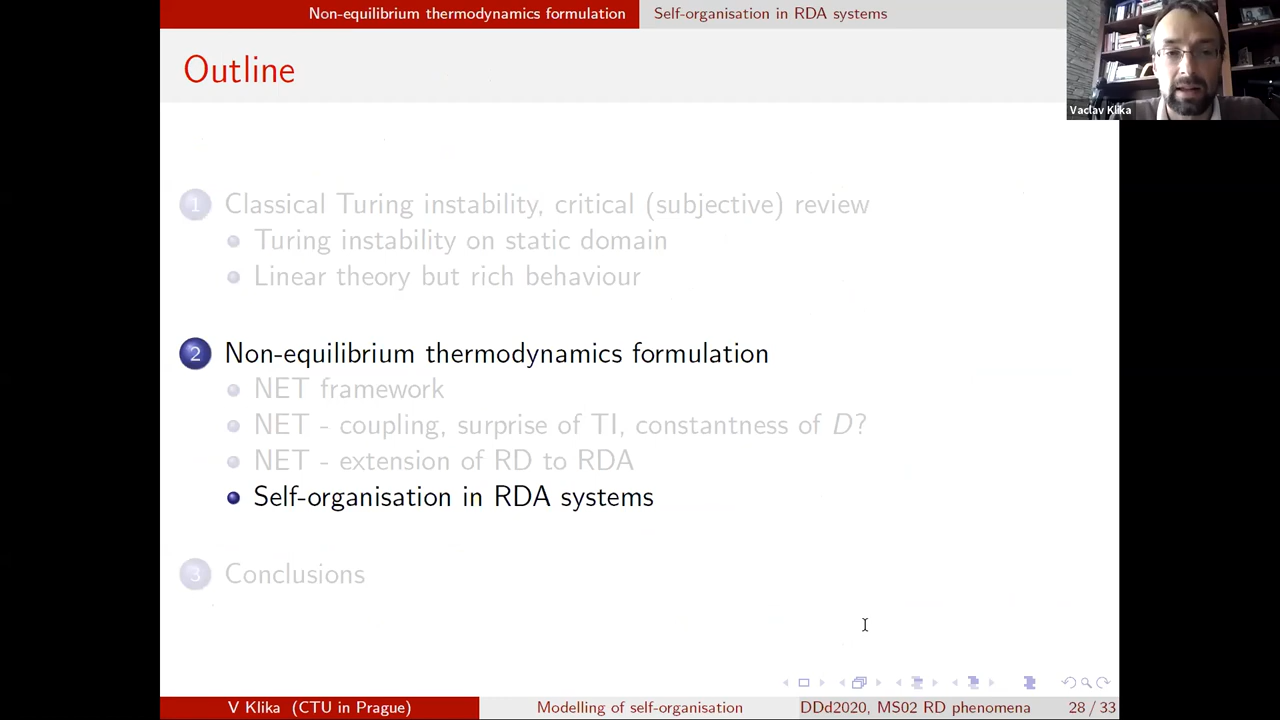 Non-equilibrium thermodynamics formulation Self-organisation in RDA systems
Outline
Vaclav Klika
1 Classical Turing instability, critical (subjective) review
Turing instability on static domain
Linear theory but rich behaviour
2 Non-equilibrium thermodynamics formulation
NET framework
NET - coupling, surprise of TI, constantness of D?
NET - extension of RD to RDA
Self-organisation in RDA systems
3 Conclusions
V Klika (CTU in Prague) Modelling of self-organisation DDd2020, MS02 RD phenomena 28 / 33